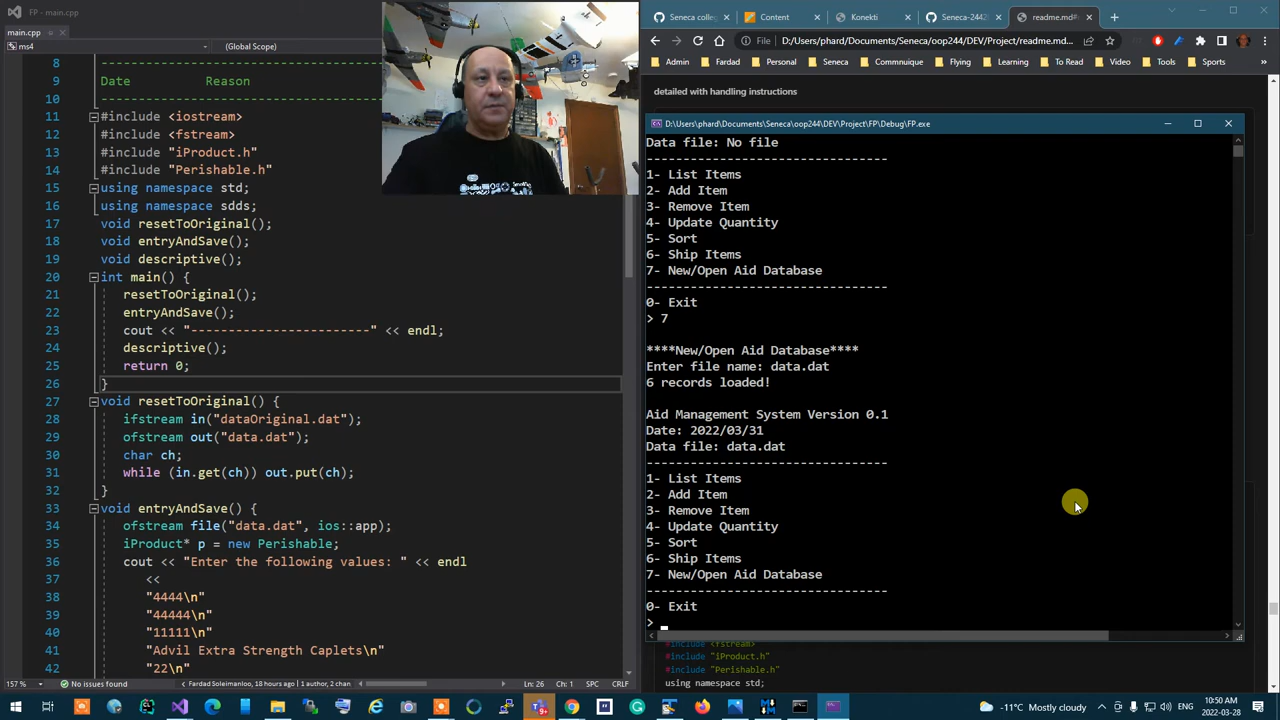 FP - main.cpp
main.cpp
ms4
(Global Scope)
8
9
Date Reason
10
11 #include <iostream>
12 #include <fstream>
13 #include "iProduct.h"
14 #include "Perishable.h"
15 using namespace std;
16 using namespace sdds;
17 void resetToOriginal();
18 void entryAndSave();
19 void descriptive();
20 int main() {
21 resetToOriginal();
22 entryAndSave();
23 cout << "------------------------" << endl;
24 descriptive();
25 return 0;
26 }
27 void resetToOriginal() {
28 ifstream in("dataOriginal.dat");
29 ofstream out("data.dat");
30 char ch;
31 while (in.get(ch)) out.put(ch);
32 }
33 void entryAndSave() {
34 ofstream file("data.dat", ios::app);
35 iProduct* p = new Perishable;
36 cout << "Enter the following values: " << endl
37 <<
38 "4444\n"
39 "44444\n"
40 "11111\n"
41 "Advil Extra Strength Caplets\n"
42 "22\n"
157 %
No issues found
Fardad Soleimanloo, 18 hours ago | 1 author, 2 chan
Ln: 26 Ch: 1 SPC CRLF
Seneca colleg
Content
Konekti
Seneca-2442
readme.md#
File D:/Users/phard/Documents/Seneca/oop244/DEV/Project/readme.md...
Admin Fardad Personal Seneca Communique Flying Learning To Read Video Tools Sports
detailed with handling instructions
D:\Users\phard\Documents\Seneca\oop244\DEV\Project\FP\Debug\FP.exe
Data file: No file
---------------------------------
1- List Items
2- Add Item
3- Remove Item
4- Update Quantity
5- Sort
6- Ship Items
7- New/Open Aid Database
---------------------------------
0- Exit
> 7
****New/Open Aid Database****
Enter file name: data.dat
6 records loaded!
Aid Management System Version 0.1
Date: 2022/03/31
Data file: data.dat
---------------------------------
1- List Items
2- Add Item
3- Remove Item
4- Update Quantity
5- Sort
6- Ship Items
7- New/Open Aid Database
---------------------------------
0- Exit
>
#include <fstream>
#include "iProduct.h"
#include "Perishable.h"
using namespace std;
-11°C Mostly cloudy
10:50 AM
2022-03-28